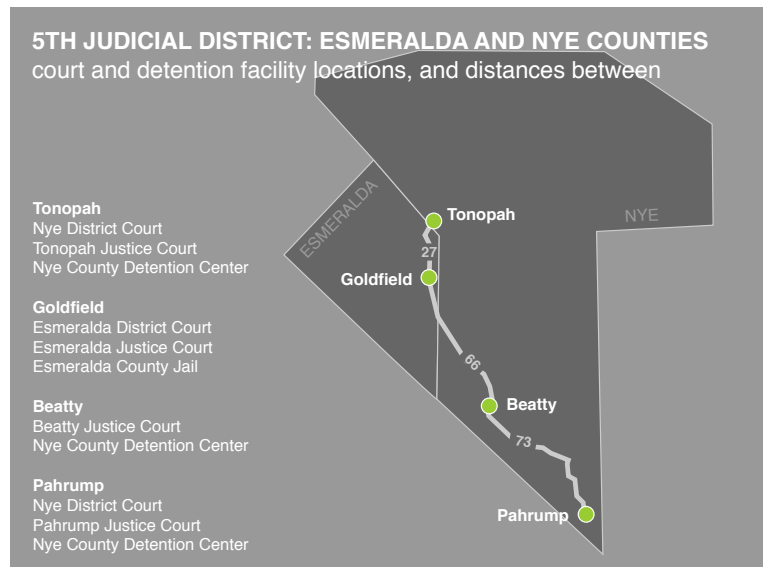 5TH JUDICIAL DISTRICT: ESMERALDA AND NYE COUNTIES
court and detention facility locations, and distances between
Tonopah
Nye District Court
Tonopah Justice Court
Nye County Detention Center
Goldfield
Esmeralda District Court
Esmeralda Justice Court
Esmeralda County Jail
Beatty
Beatty Justice Court
Nye County Detention Center
Pahrump
Nye District Court
Pahrump Justice Court
Nye County Detention Center
ESMERALDA
NYE
Tonopah
27
Goldfield
66
Beatty
73
Pahrump